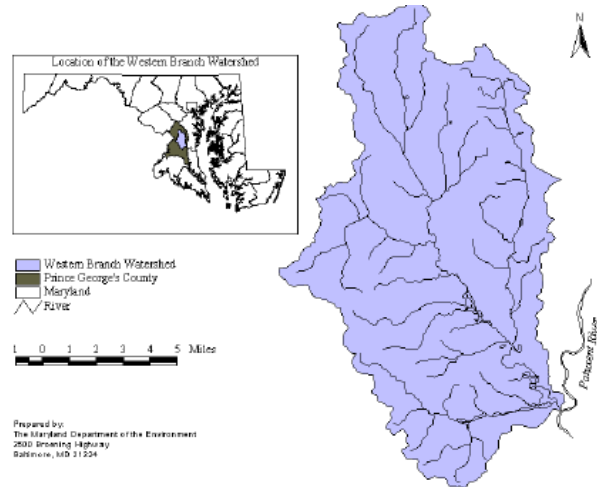 Location of the Western Branch Watershed
N
Western Branch Watershed
Prince George's County
Maryland
River
1 0 1 2 3 4 5 Miles
Patuxent River
Prepared by:
The Maryland Department of the Environment
2500 Broening Highway
Baltimore, MD 21224